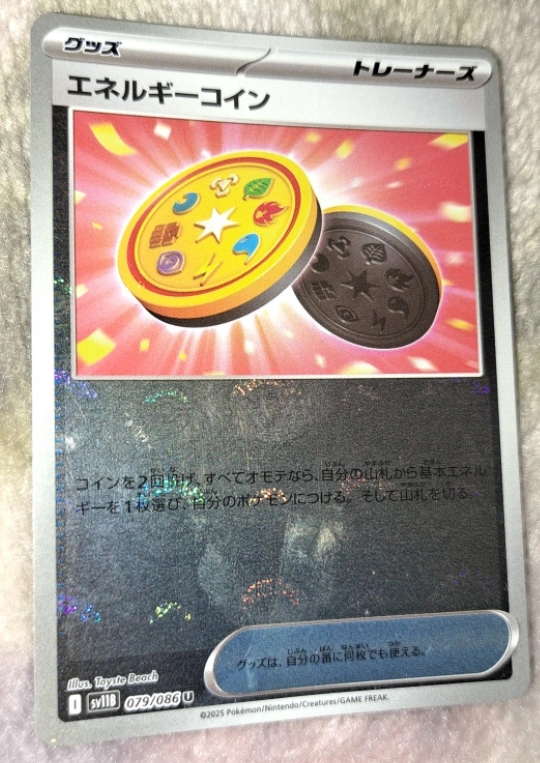 グッズ
トレーナーズ
エネルギーコイン
コインを2回投げ、すべてオモテなら、自分の山札から基本エネル
ギーを1枚選び、自分のポケモンにつける。そして山札を切る。
グッズは、自分の番に何枚でも使える。
Illus. Toyste Beach
I sv11B 079/086 U
©2025 Pokémon/Nintendo/Creatures/GAME FREAK.